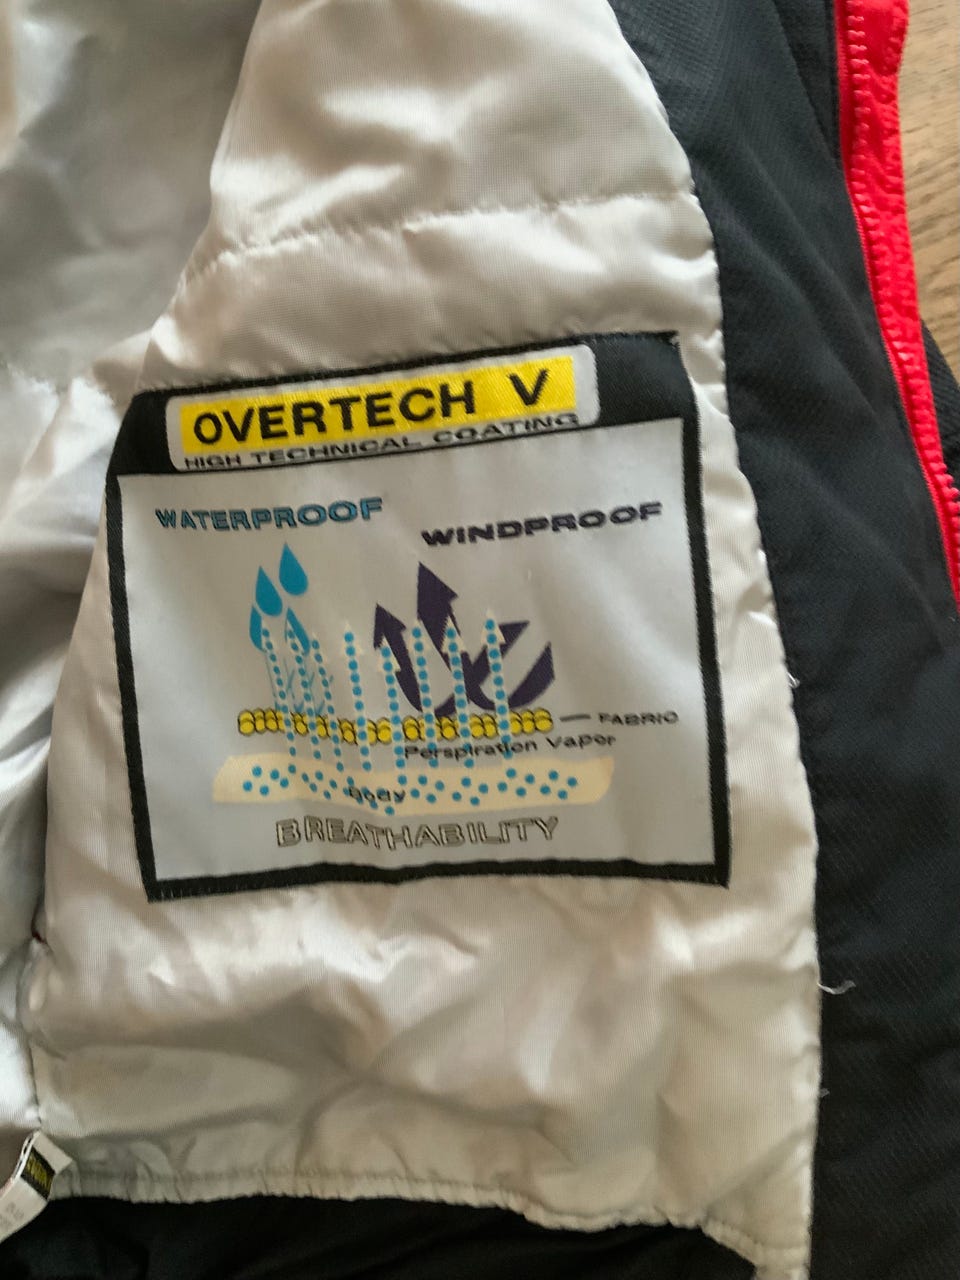 OVERTECH V
HIGH TECHNICAL COATING
WATERPROOF
WINDPROOF
FABRIC
Perspiration Vapor
Body
BREATHABILITY